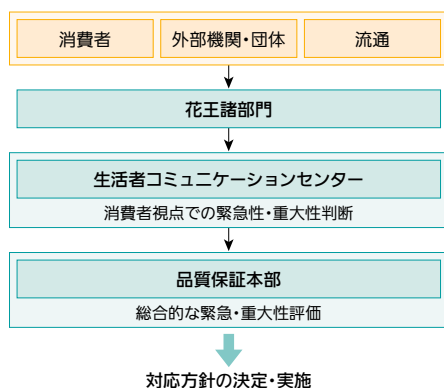 消費者 外部機関・団体 流通
花王諸部門
生活者コミュニケーションセンター
消費者視点での緊急性・重大性判断
品質保証本部
総合的な緊急・重大性評価
対応方針の決定・実施